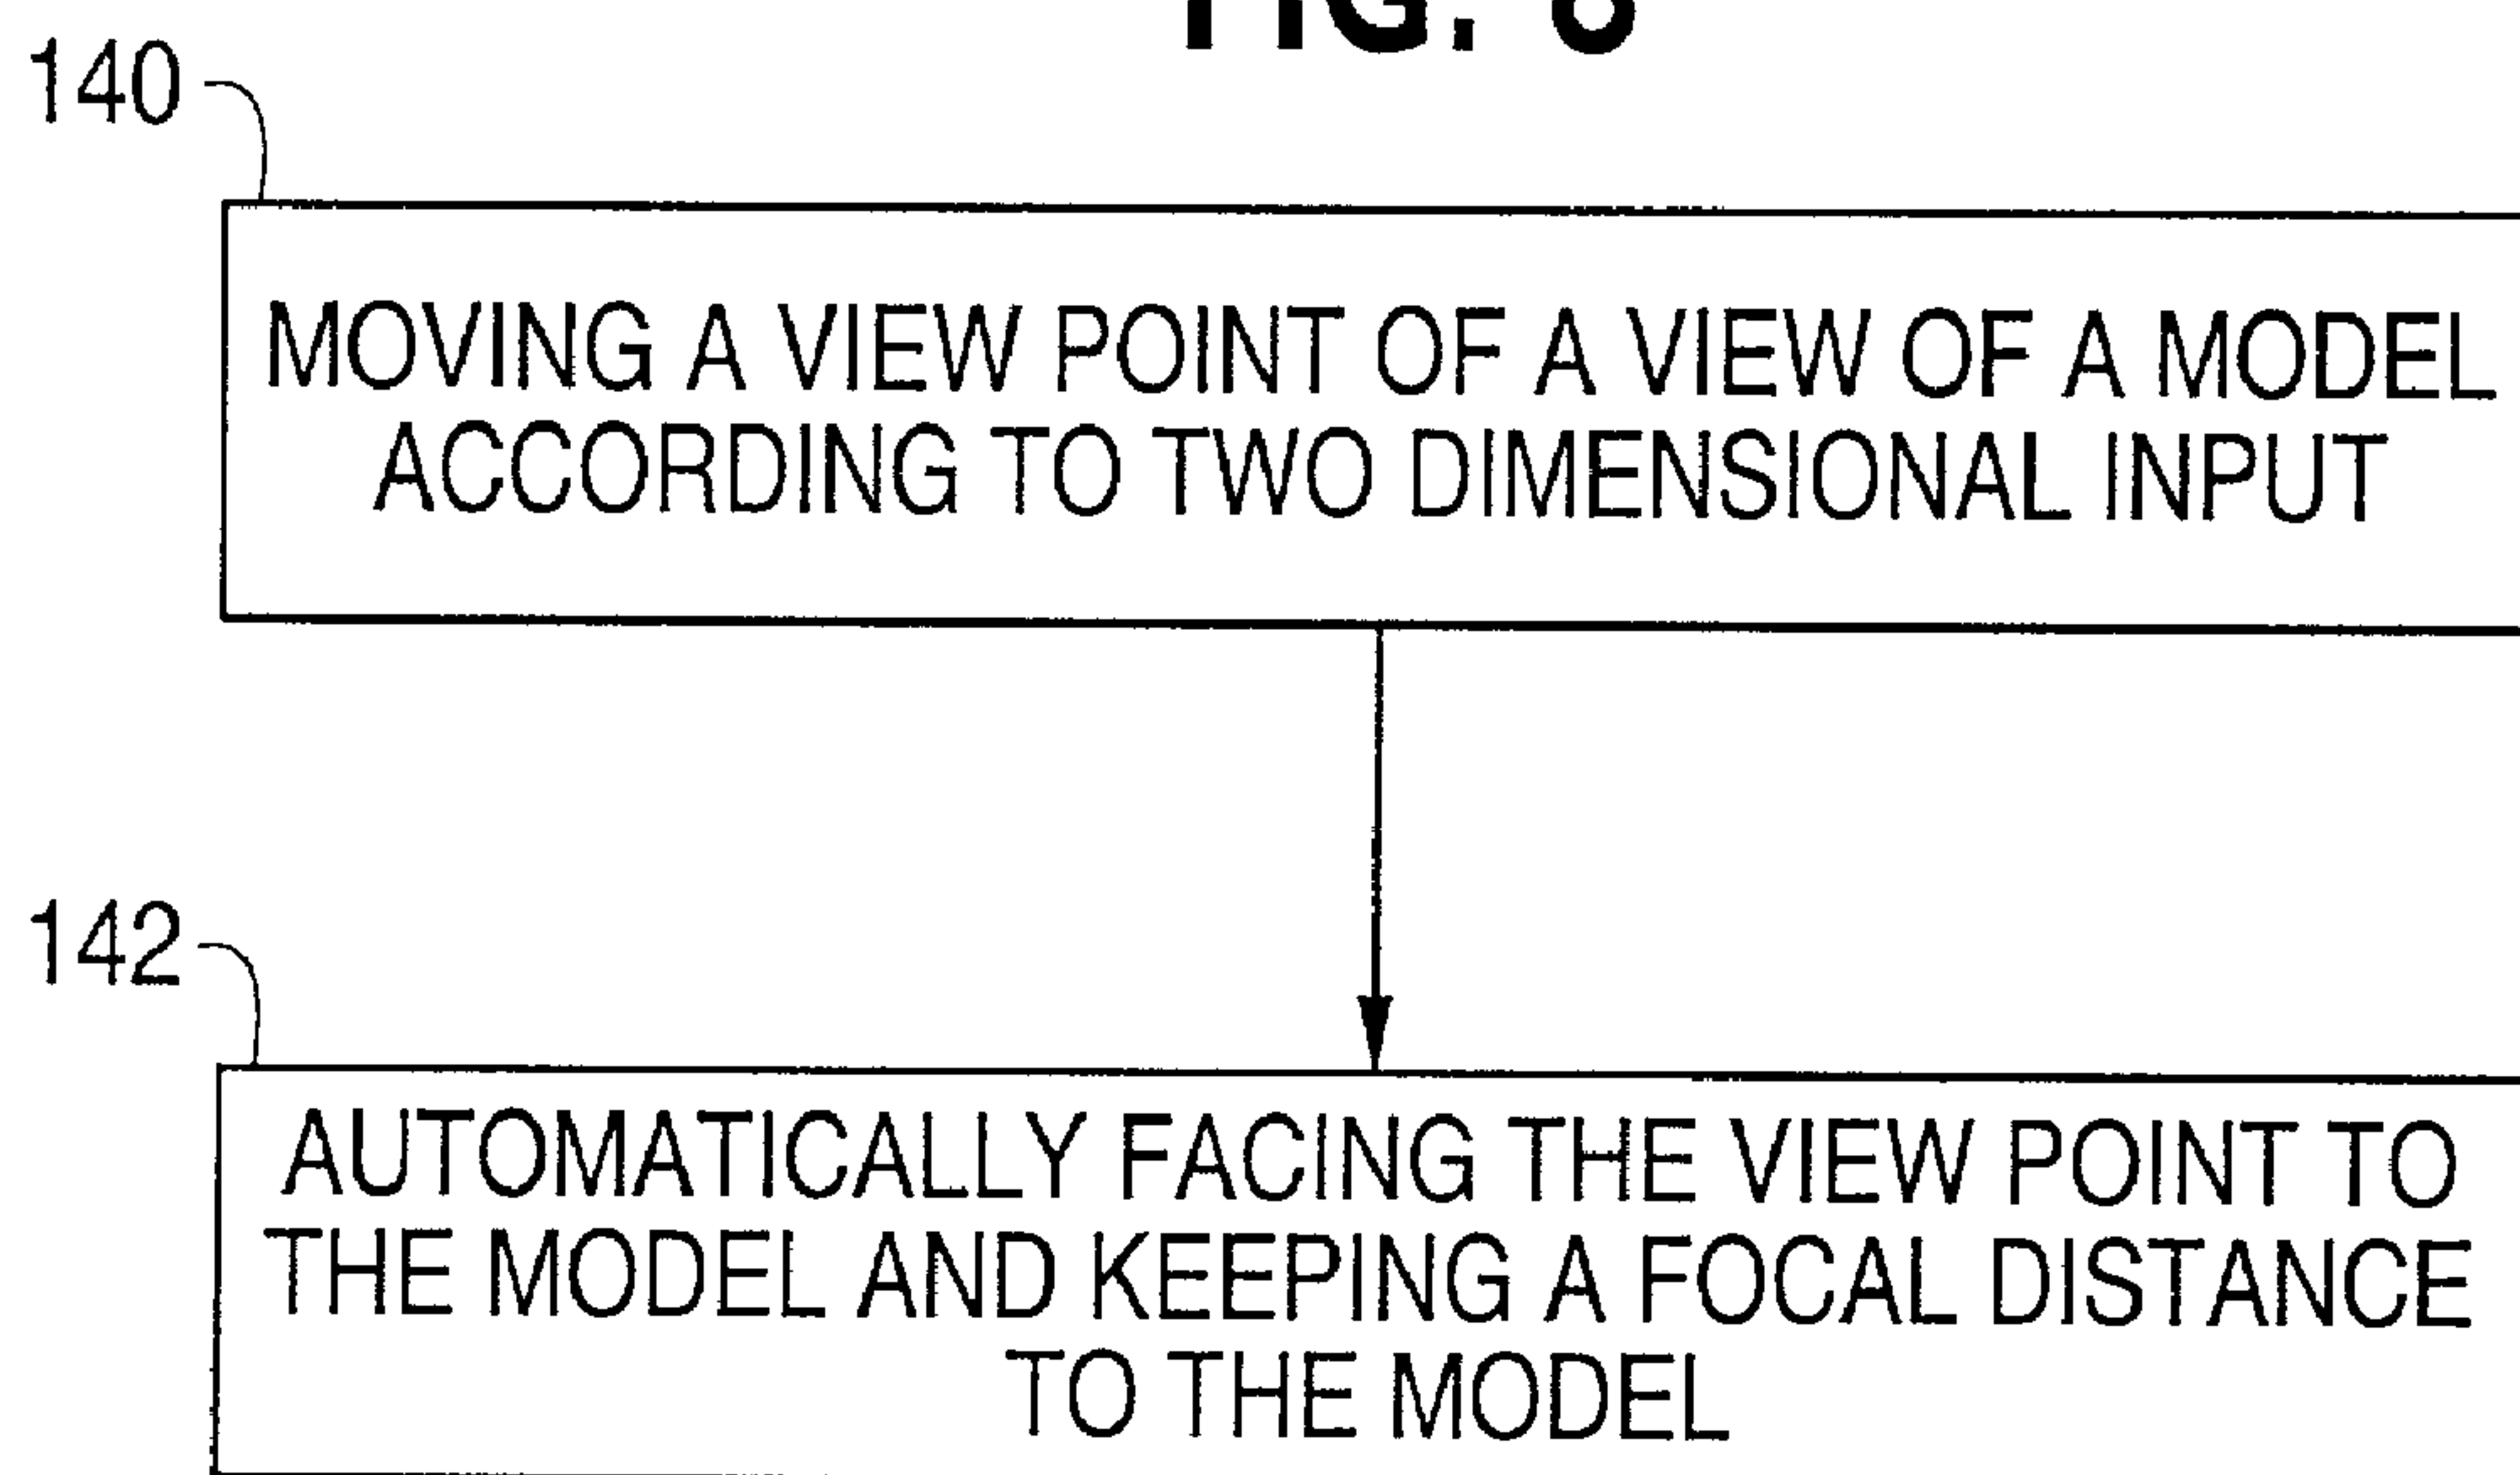 FIG.
140
MOVING A VIEW POINT OF A VIEW OF A MODEL
ACCORDING TO TWO DIMENSIONAL INPUT
142
AUTOMATICALLY FACING THE VIEW POINT TO
THE MODEL AND KEEPING A FOCAL DISTANCE
TO THE MODEL